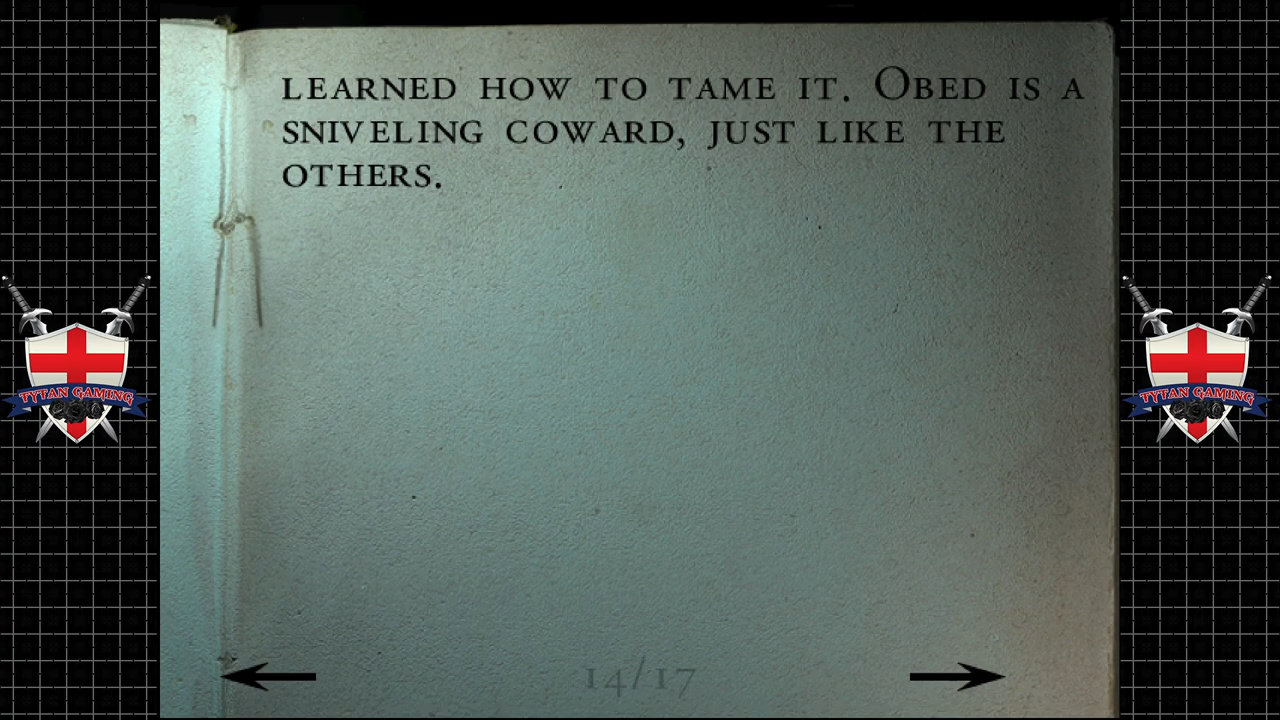 LEARNED HOW TO TAME IT. OBED IS A
SNIVELING COWARD, JUST LIKE THE
OTHERS.
TYTAN GAMING
TYTAN GAMING
14/17